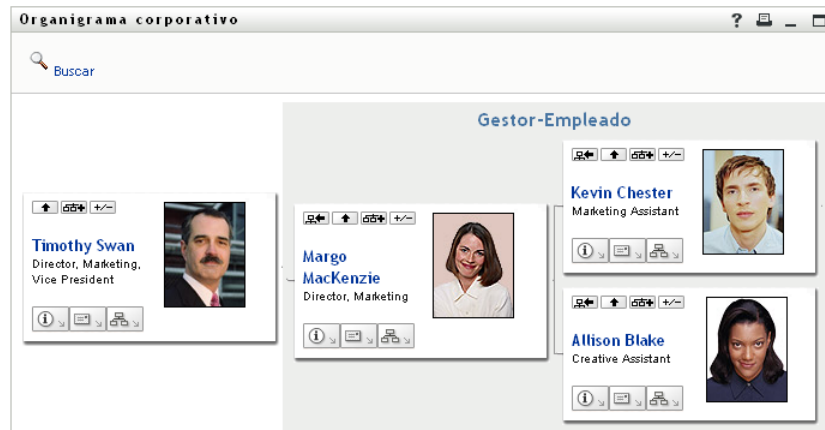 Organigrama corporativo
Buscar
Gestor-Empleado
Timothy Swan
Director, Marketing,
Vice President
Margo
MacKenzie
Director, Marketing
Kevin Chester
Marketing Assistant
Allison Blake
Creative Assistant